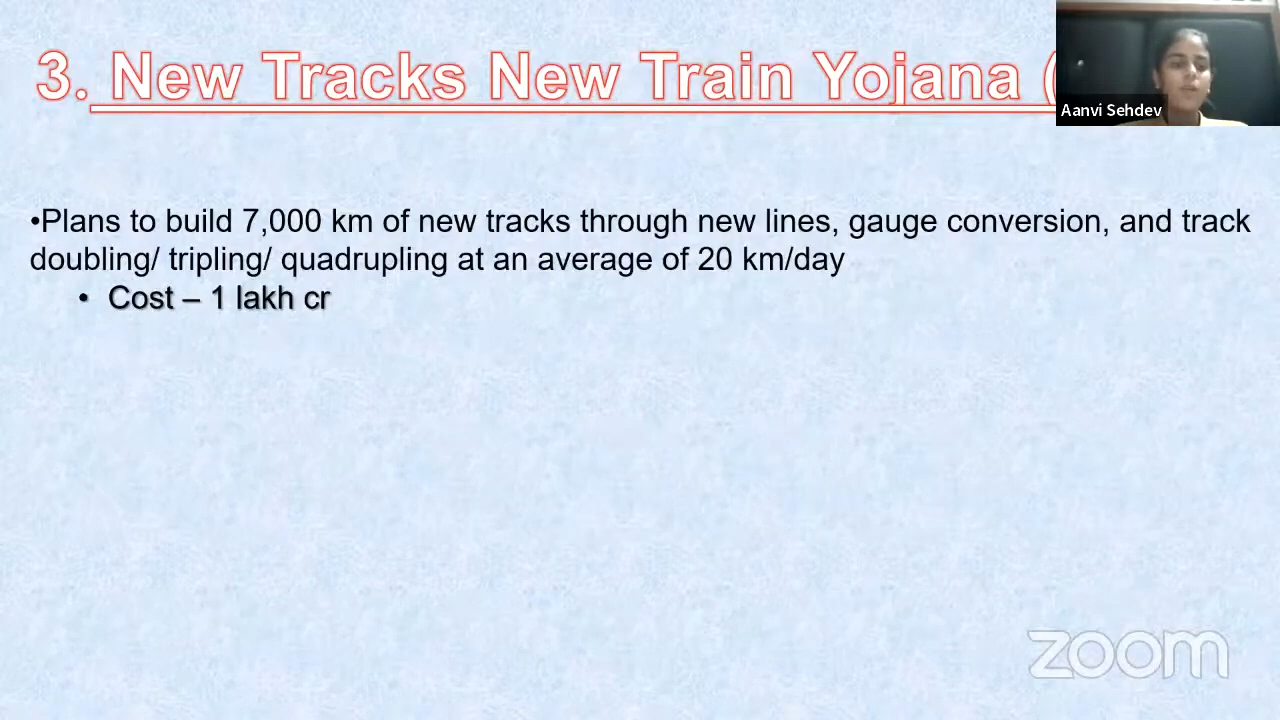 3. New Tracks New Train Yojana (
Aanvi Sehdev
•Plans to build 7,000 km of new tracks through new lines, gauge conversion, and track
doubling/ tripling/ quadrupling at an average of 20 km/day
• Cost – 1 lakh cr
zoom